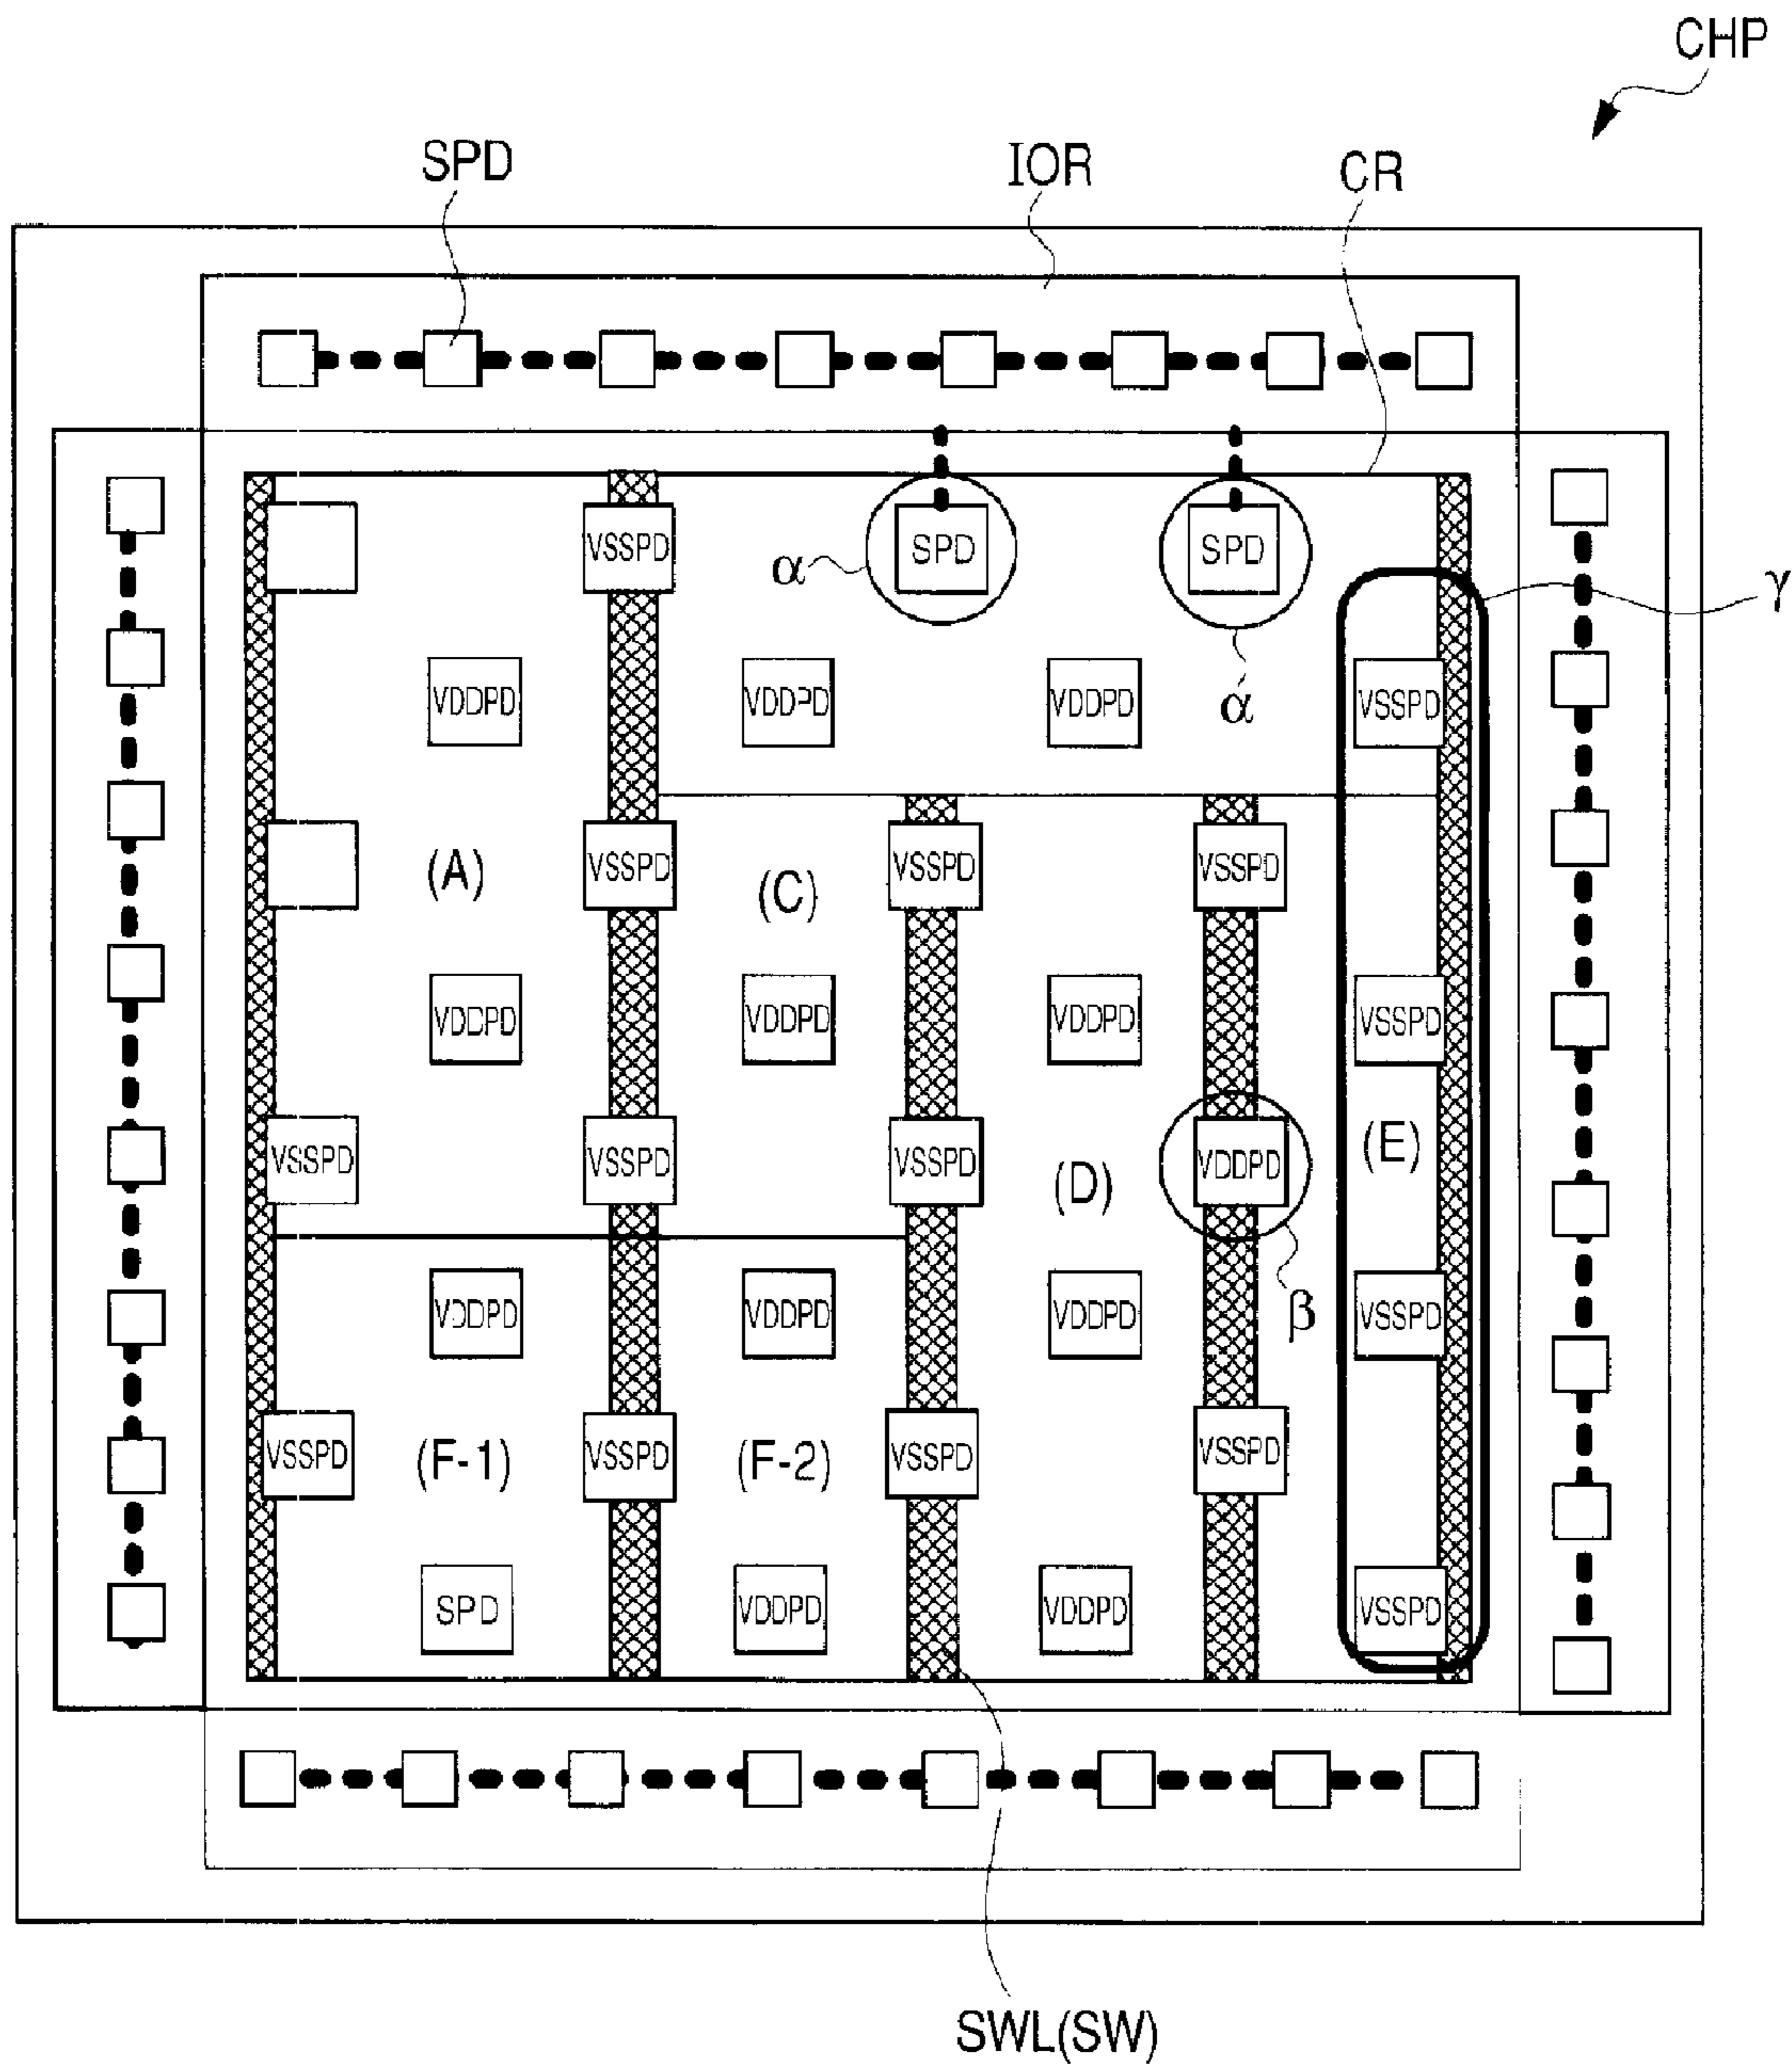 CHP
SPD IOR CR
VSSPD SPD SPD
α γ
α
VDDPD VDDPD VDDPD VSSPD
(A) VSSPD (C) VSSPD VSSPD
VDDPD VDDPD VDDPD VSSPD
VSSPD VSSPD VSSPD (D) VDDPD (E)
VDDPD VDDPD VDDPD β VSSPD
VSSPD (F-1) VSSPD (F-2) VSSPD VSSPD
SPD VDDPD VDDPD VSSPD
SWL(SW)